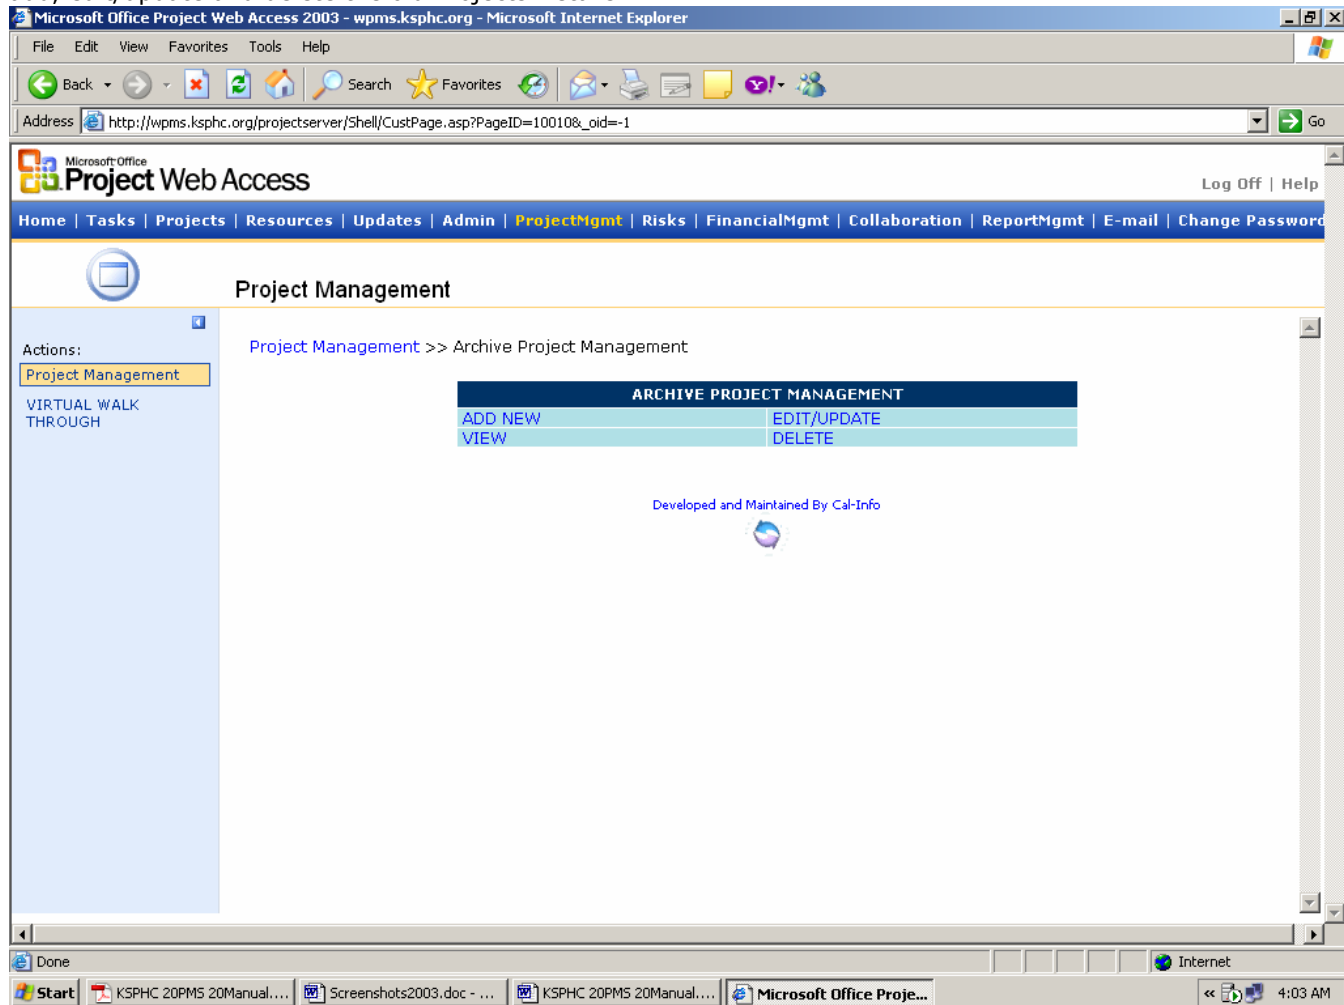 Microsoft Office Project Web Access 2003 - wpms.ksphc.org - Microsoft Internet Explorer
File Edit View Favorites Tools Help
Back Search Favorites
Address http://wpms.ksphc.org/projectserver/Shell/CustPage.asp?PageID=10010&_oid=-1 Go
Microsoft Office
Project Web Access
Log Off | Help
Home | Tasks | Projects | Resources | Updates | Admin | ProjectMgmt | Risks | FinancialMgmt | Collaboration | ReportMgmt | E-mail | Change Password
Project Management
Actions:
Project Management
VIRTUAL WALK
THROUGH
Project Management >> Archive Project Management
ARCHIVE PROJECT MANAGEMENT
ADD NEW EDIT/UPDATE
VIEW DELETE
Developed and Maintained By Cal-Info
Done Internet
Start KSPHC 20PMS 20Manual.... Screenshots2003.doc - ... KSPHC 20PMS 20Manual.... Microsoft Office Proje... 4:03 AM